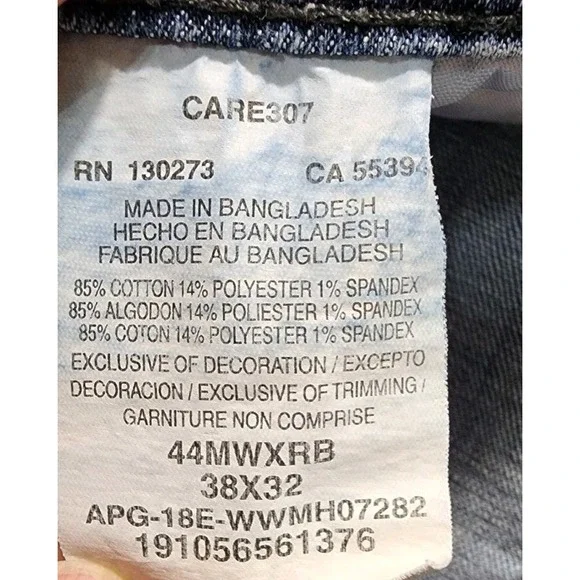 CARE307
RN 130273 CA 55394
MADE IN BANGLADESH
HECHO EN BANGLADESH
FABRIQUE AU BANGLADESH
85% COTTON 14% POLYESTER 1% SPANDEX
85% ALGODON 14% POLIESTER 1% SPANDEX
85% COTON 14% POLYESTER 1% SPANDEX
EXCLUSIVE OF DECORATION / EXCEPTO
DECORACION / EXCLUSIVE OF TRIMMING /
GARNITURE NON COMPRISE
44MWXRB
38X32
APG-18E-WWMH07282
191056561376